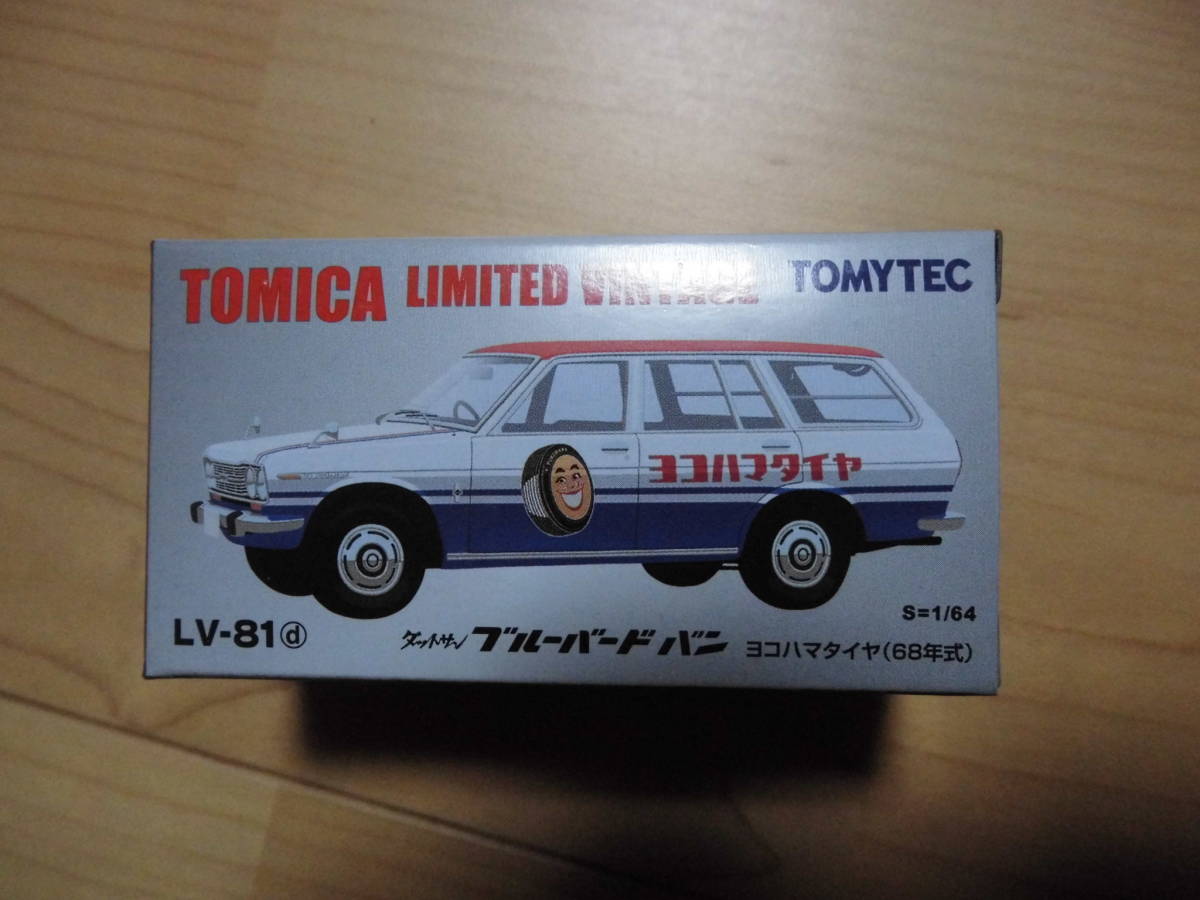 TOMICA LIMITED VINTAGE TOMYTEC
ヨコハマタイヤ
S=1/64
LV-81ⓓ ダットサン ブルーバード バン ヨコハマタイヤ(68年式)